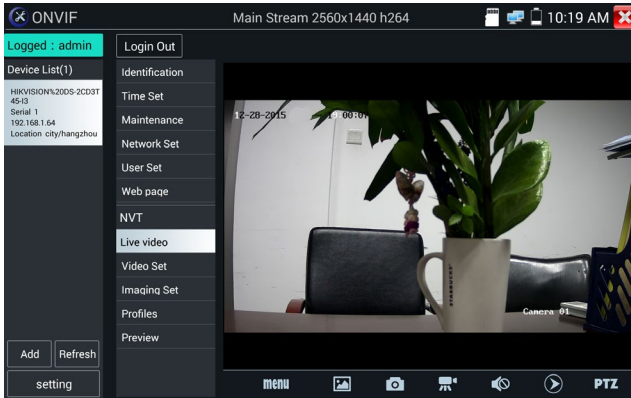 ONVIF
Main Stream 2560x1440 h264
10:19 AM
Logged : admin
Login Out
Device List(1)
HIKVISION%20DS-2CD3T
45-I3
Serial 1
192.168.1.64
Location city/hangzhou
Identification
Time Set
Maintenance
Network Set
User Set
Web page
NVT
Live video
Video Set
Imaging Set
Profiles
Preview
12-28-2015
STARBUCKS
Camera 01
Add
Refresh
setting
menu
PTZ